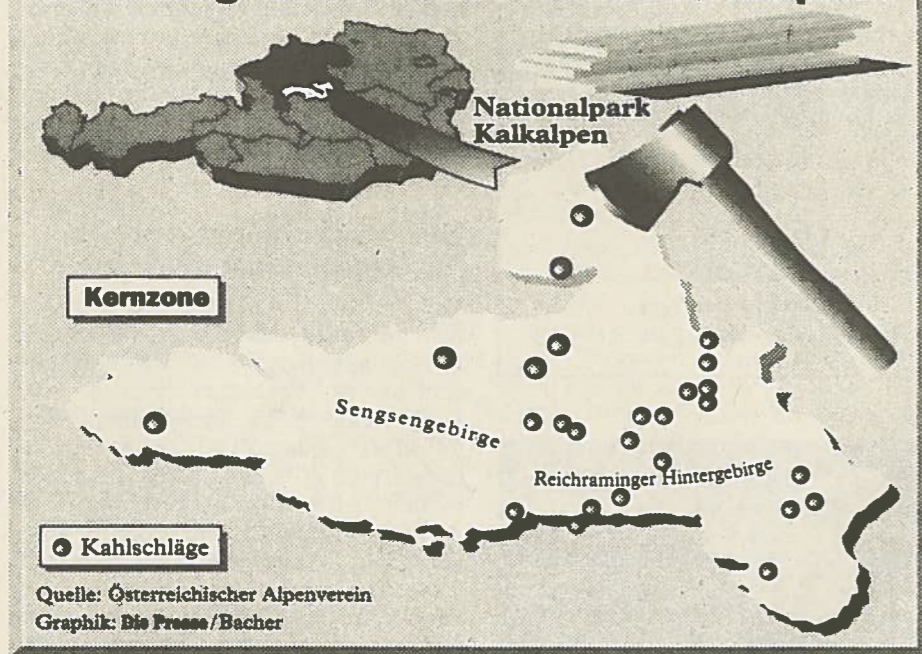 Nationalpark
Kalkalpen
Kernzone
Sengsengebirge
Reichraminger Hintergebirge
Kahlschläge
Quelle: Österreichischer Alpenverein
Graphik: Die Presse/Bacher